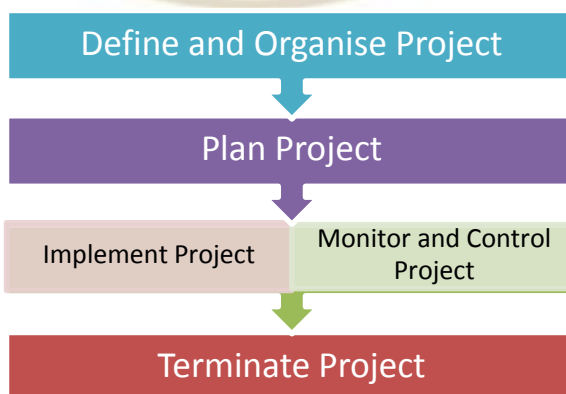 Define and Organise Project
Plan Project
Implement Project
Monitor and Control
Project
Terminate Project